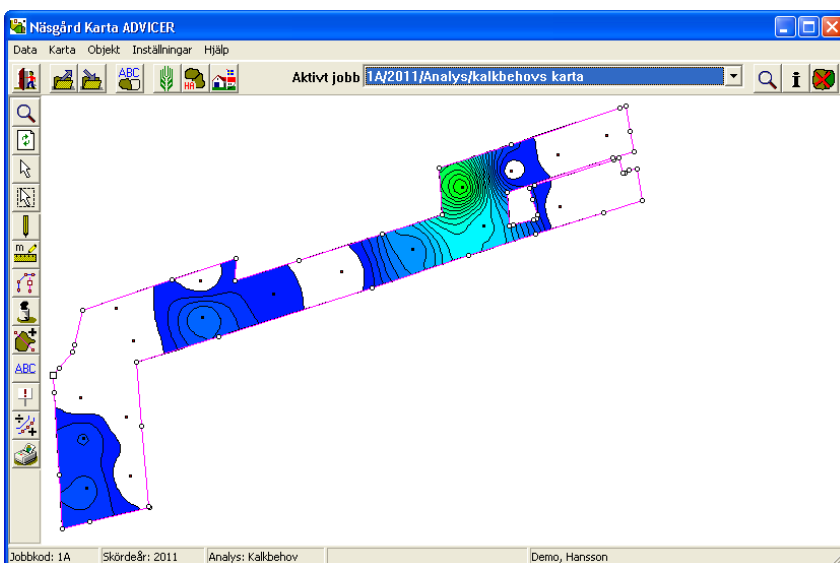 Näsgård Karta ADVICER
Data Karta Objekt Inställningar Hjälp
ABC HA Aktivt jobb 1A/2011/Analys/kalkbehovs karta i
m
ABC
Jobbkod: 1A Skördeår: 2011 Analys: Kalkbehov Demo, Hansson